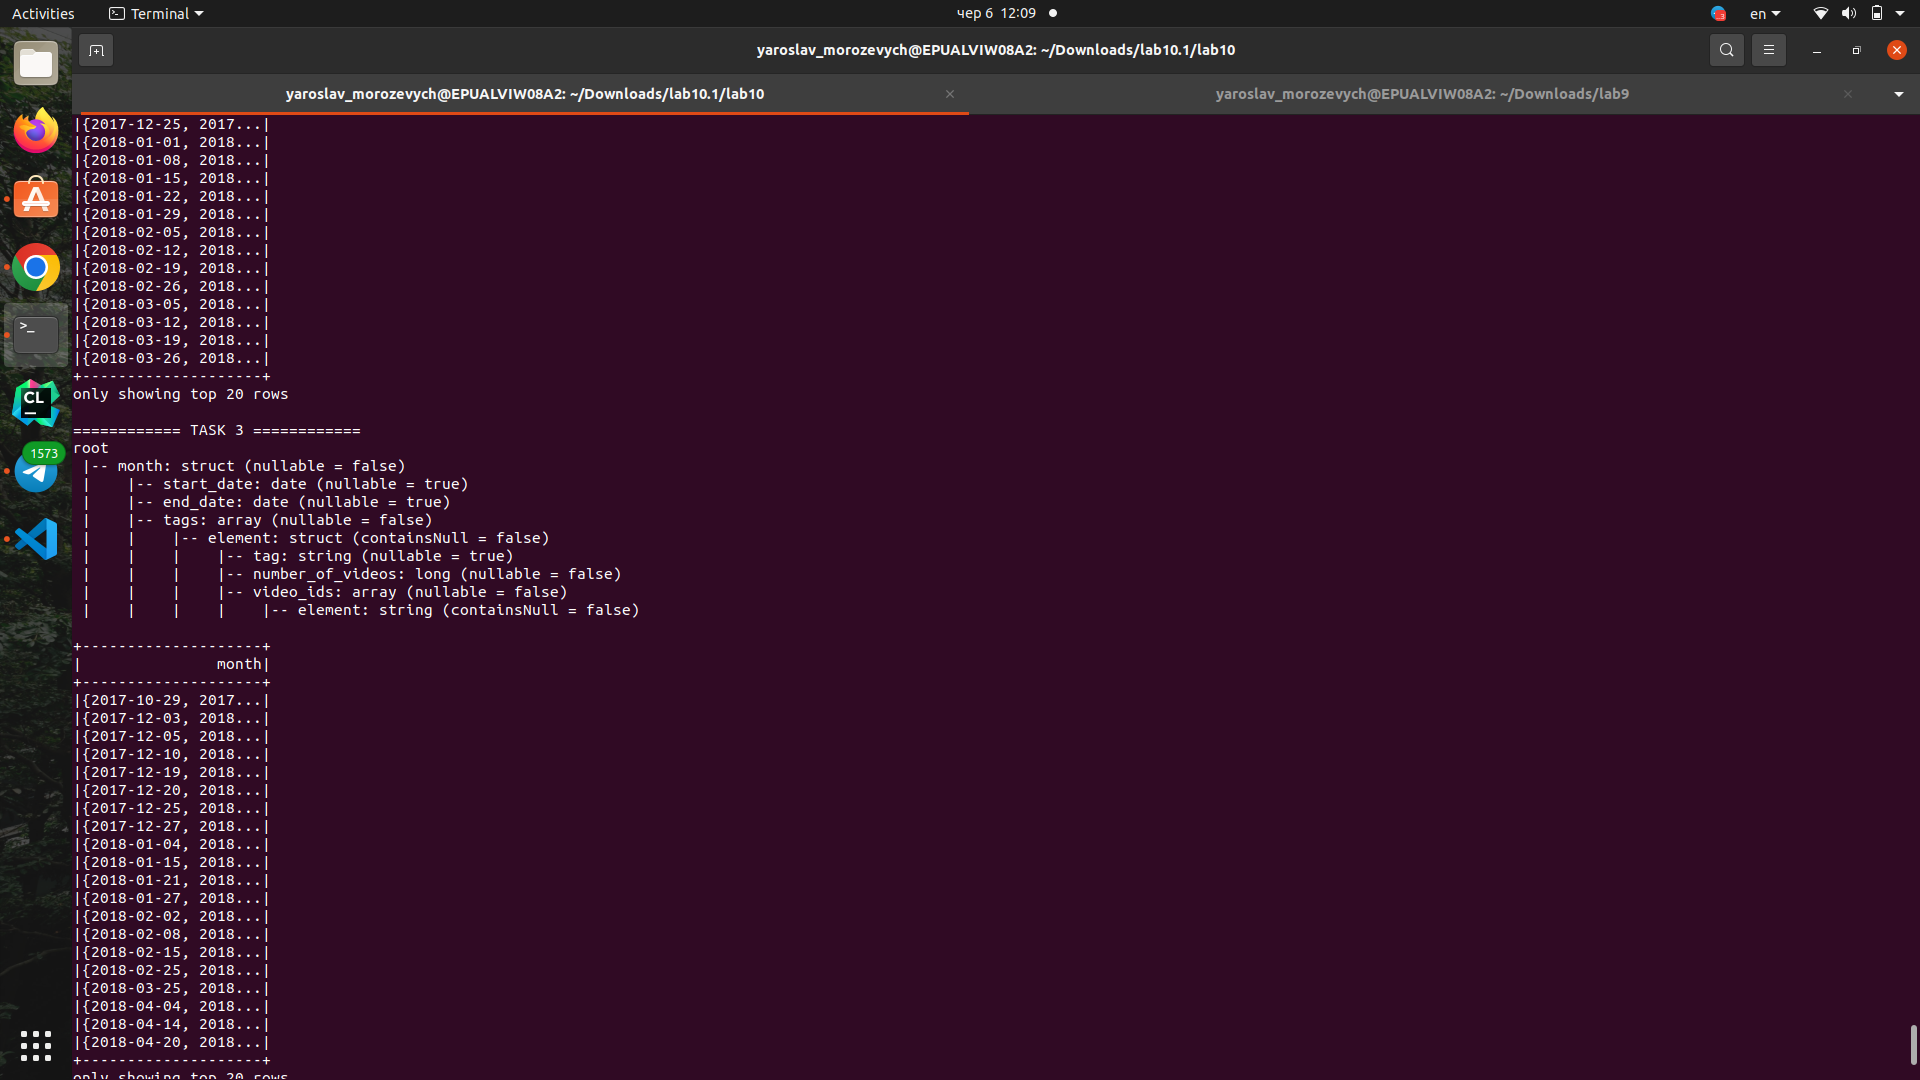 Activities
Terminal
чер 6 12:09
en
yaroslav_morozevych@EPUALVIW08A2: ~/Downloads/lab10.1/lab10
yaroslav_morozevych@EPUALVIW08A2: ~/Downloads/lab10.1/lab10
yaroslav_morozevych@EPUALVIW08A2: ~/Downloads/lab9
|{2017-12-25, 2017...|
|{2018-01-01, 2018...|
|{2018-01-08, 2018...|
|{2018-01-15, 2018...|
|{2018-01-22, 2018...|
|{2018-01-29, 2018...|
|{2018-02-05, 2018...|
|{2018-02-12, 2018...|
|{2018-02-19, 2018...|
|{2018-02-26, 2018...|
|{2018-03-05, 2018...|
|{2018-03-12, 2018...|
|{2018-03-19, 2018...|
|{2018-03-26, 2018...|
+--------------------+
only showing top 20 rows
============ TASK 3 ============
root
 |-- month: struct (nullable = false)
 |    |-- start_date: date (nullable = true)
 |    |-- end_date: date (nullable = true)
 |    |-- tags: array (nullable = false)
 |    |    |-- element: struct (containsNull = false)
 |    |    |    |-- tag: string (nullable = true)
 |    |    |    |-- number_of_videos: long (nullable = false)
 |    |    |    |-- video_ids: array (nullable = false)
 |    |    |    |    |-- element: string (containsNull = false)
+--------------------+
|               month|
+--------------------+
|{2017-10-29, 2017...|
|{2017-12-03, 2018...|
|{2017-12-05, 2018...|
|{2017-12-10, 2018...|
|{2017-12-19, 2018...|
|{2017-12-20, 2018...|
|{2017-12-25, 2018...|
|{2017-12-27, 2018...|
|{2018-01-04, 2018...|
|{2018-01-15, 2018...|
|{2018-01-21, 2018...|
|{2018-01-27, 2018...|
|{2018-02-02, 2018...|
|{2018-02-08, 2018...|
|{2018-02-15, 2018...|
|{2018-02-25, 2018...|
|{2018-03-25, 2018...|
|{2018-04-04, 2018...|
|{2018-04-14, 2018...|
|{2018-04-20, 2018...|
+--------------------+
only showing top 20 rows
>_
CL
1573